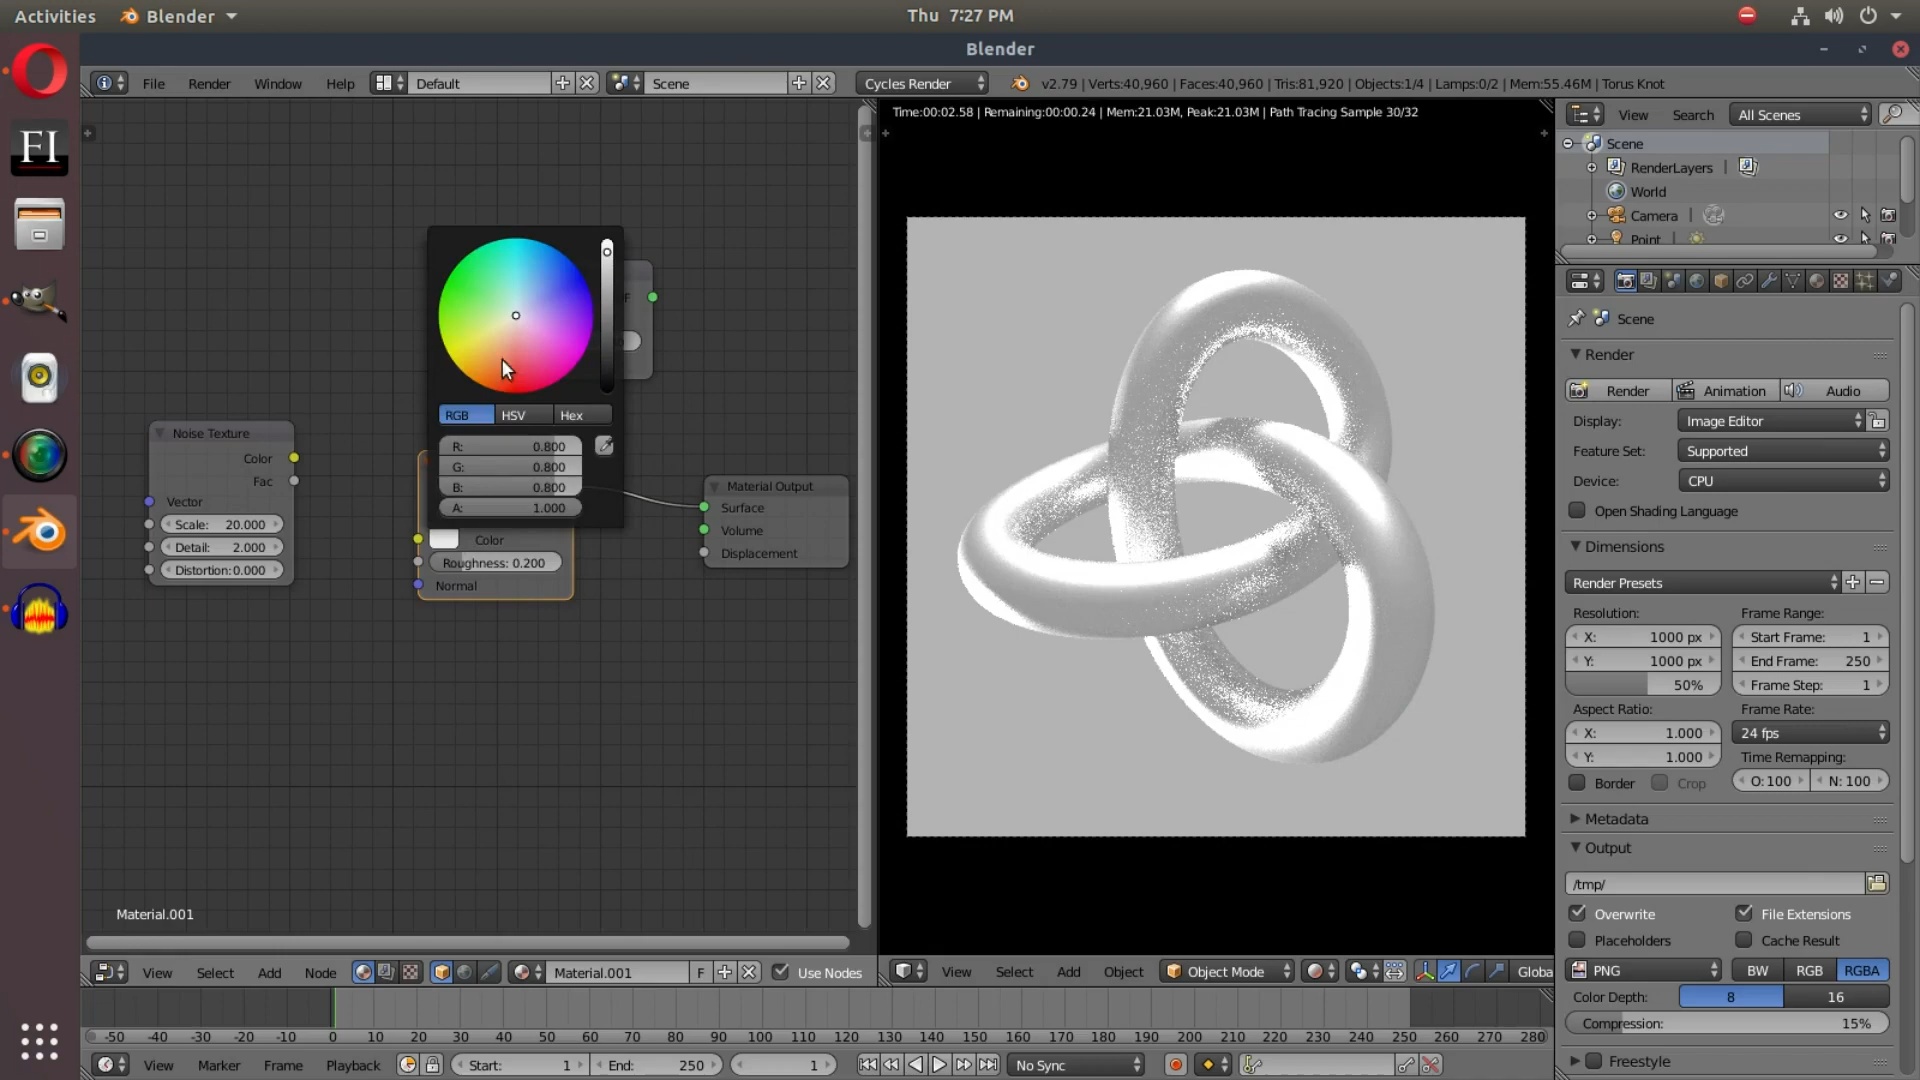 Activities
Blender
Thu 7:27 PM
Blender
FI
File
Render
Window
Help
Default
Scene
Cycles Render
v2.79 | Verts:40,960 | Faces:40,960 | Tris:81,920 | Objects:1/4 | Lamps:0/2 | Mem:55.46M | Torus Knot
Time:00:02.58 | Remaining:00:00.24 | Mem:21.03M, Peak:21.03M | Path Tracing Sample 30/32
View
Search
All Scenes
Scene
RenderLayers |
World
Camera |
Point
Noise Texture
Color
Fac
Vector
Scale: 20.000
Detail: 2.000
Distortion:0.000
RGB
HSV
Hex
R: 0.800
G: 0.800
B: 0.800
A: 1.000
Color
Roughness: 0.200
Normal
Material Output
Surface
Volume
Displacement
Material.001
Scene
Render
Render
Animation
Audio
Display:
Image Editor
Feature Set:
Supported
Device:
CPU
Open Shading Language
Dimensions
Render Presets
Resolution:
Frame Range:
X: 1000 px
Start Frame: 1
Y: 1000 px
End Frame: 250
50%
Frame Step: 1
Aspect Ratio:
Frame Rate:
X: 1.000
24 fps
Y: 1.000
Time Remapping:
Border
Crop
O:100
N: 100
Metadata
Output
/tmp/
Overwrite
File Extensions
Placeholders
Cache Result
PNG
BW
RGB
RGBA
Color Depth:
8
16
Compression: 15%
Freestyle
View
Select
Add
Node
Material.001
F
Use Nodes
View
Select
Add
Object
Object Mode
Globa
-50 -40 -30 -20 -10 0 10 20 30 40 50 60 70 80 90 100 110 120 130 140 150 160 170 180 190 200 210 220 230 240 250 260 270 280
View
Marker
Frame
Playback
Start: 1
End: 250
1
No Sync